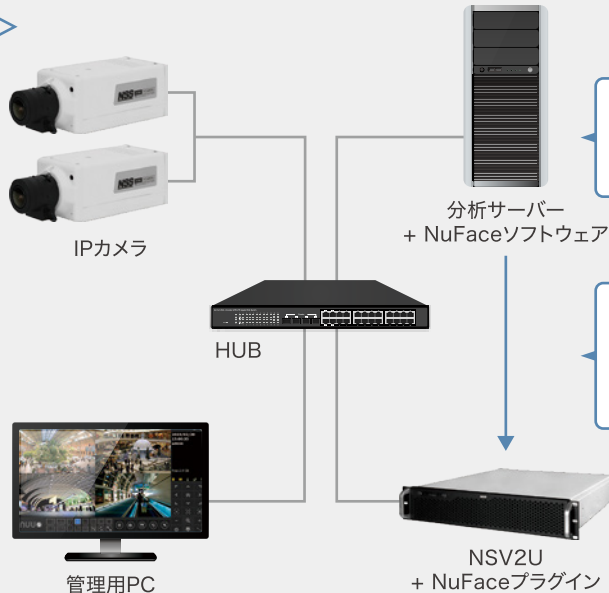 NSS
NSS
IPカメラ
分析サーバー
+ NuFaceソフトウェア
HUB
管理用PC
NSV2U
+ NuFaceプラグイン